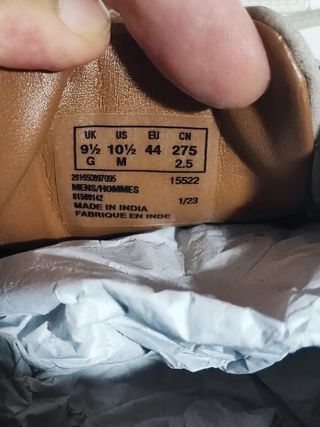 UK US EU CN
9½ 10½ 44 275
G M 2.5
261650897095 15522
MENS/HOMMES
61569142 1/23
MADE IN INDIA
FABRIQUE EN INDE